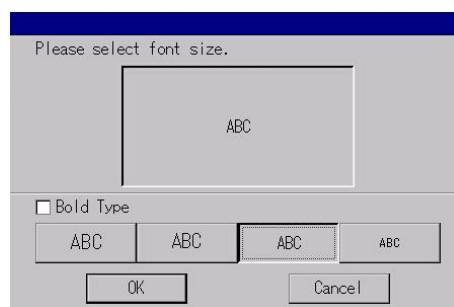 Please select font size.
ABC
Bold Type
ABC ABC ABC ABC
OK Cancel